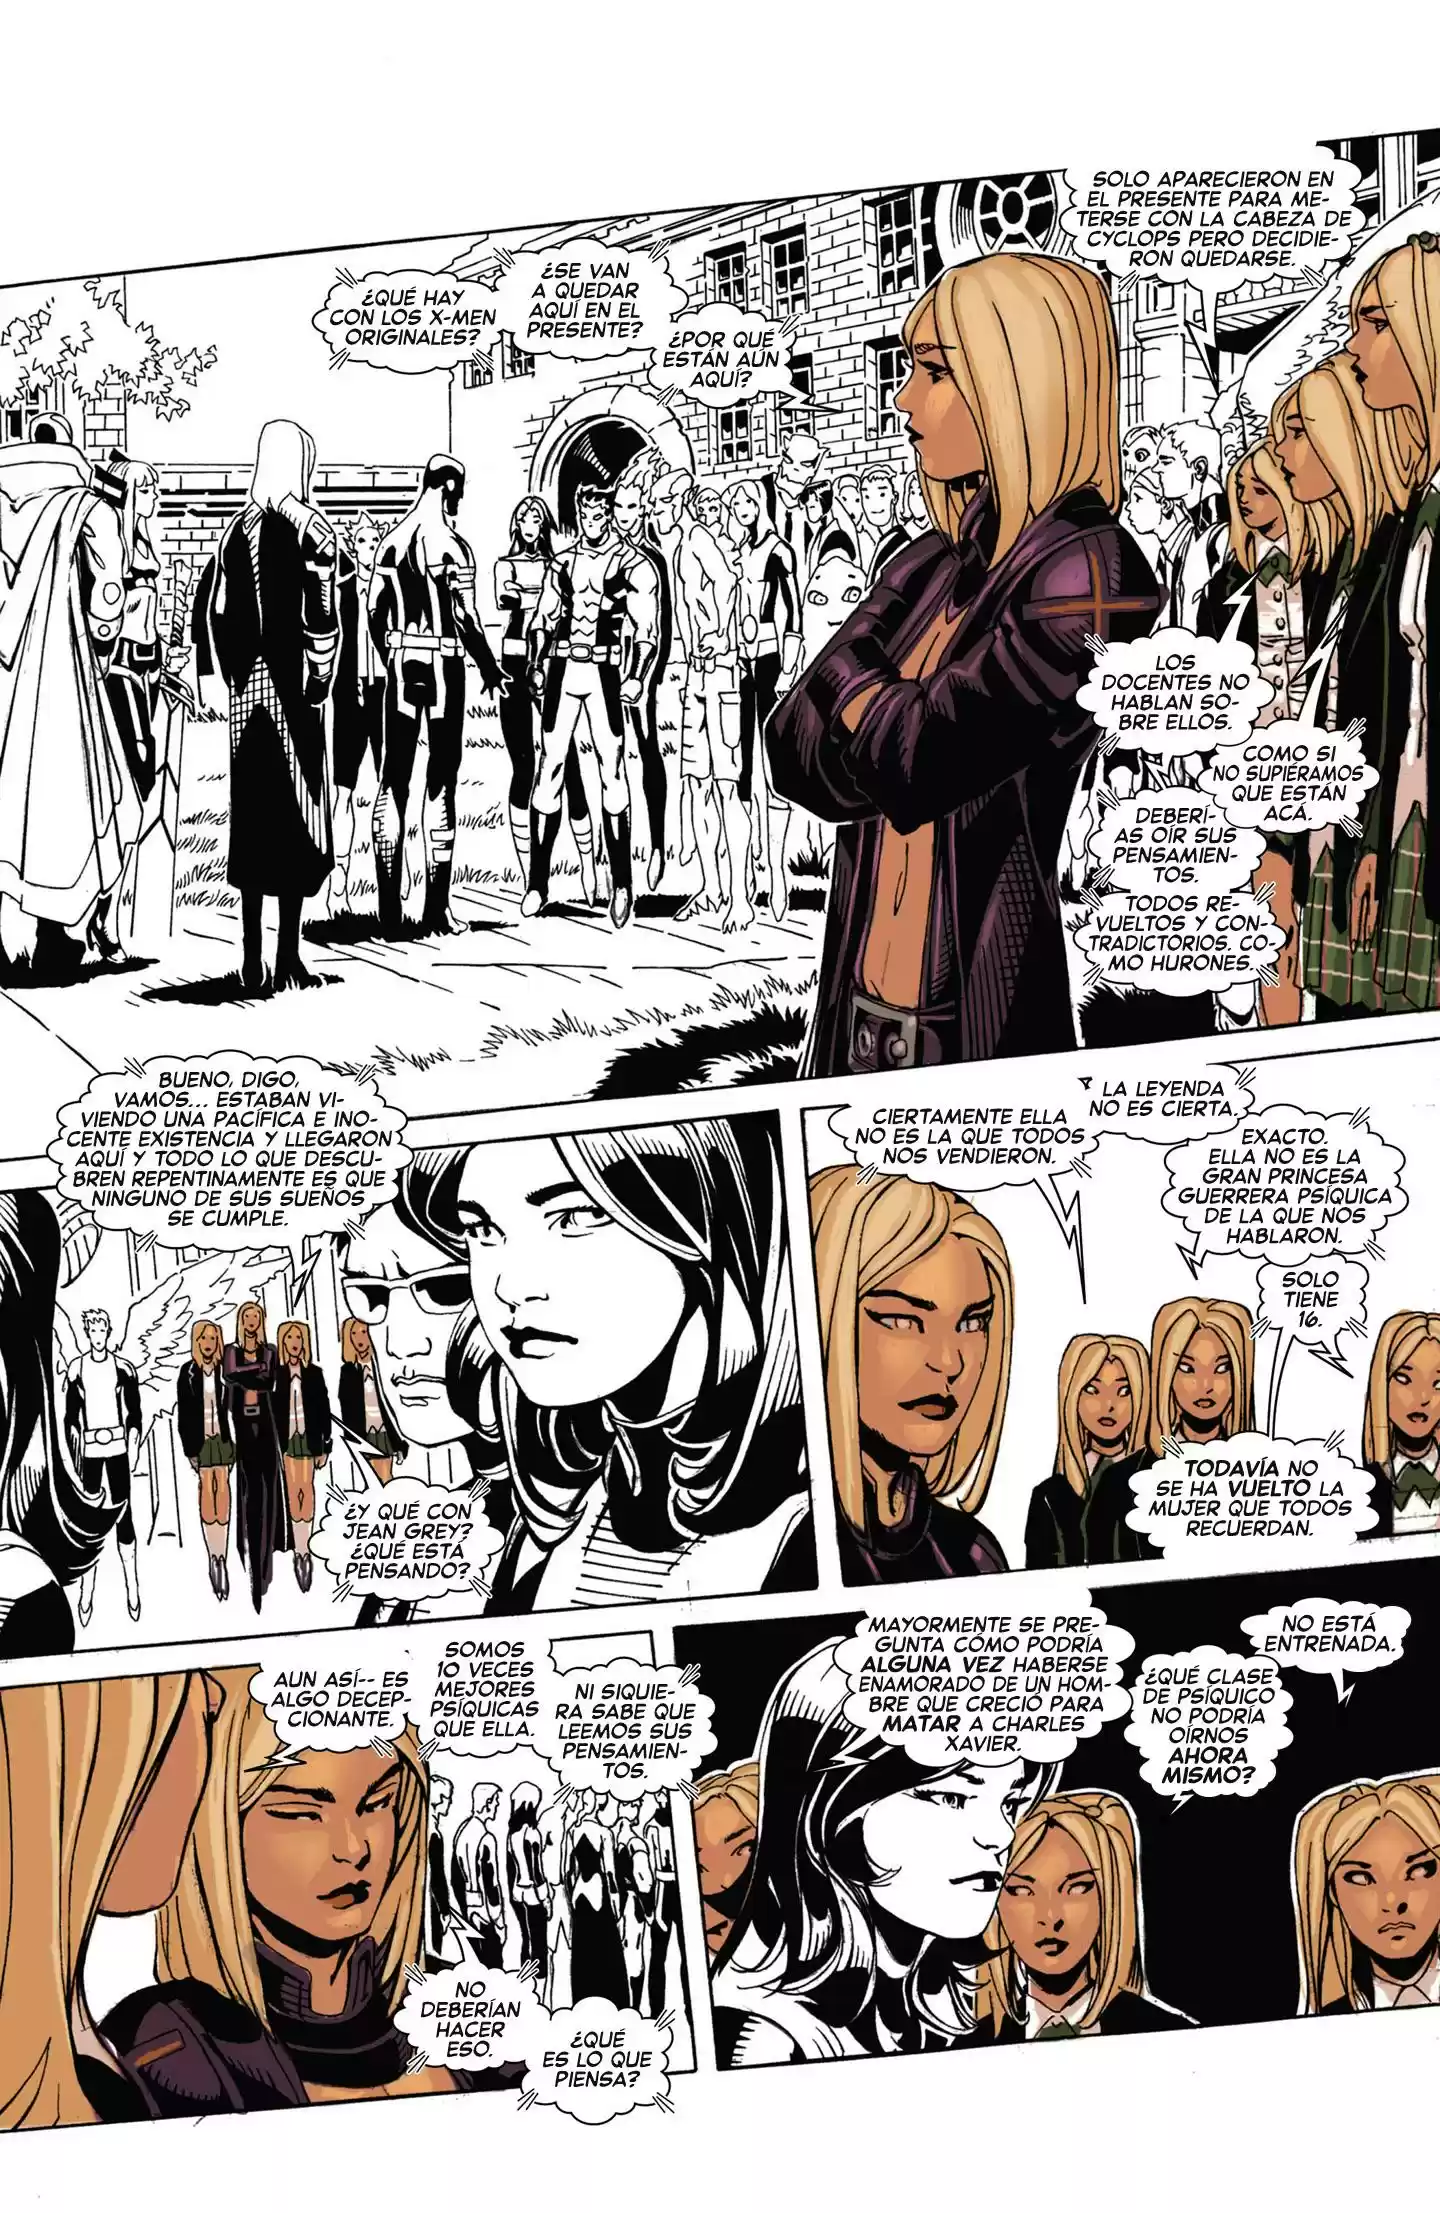 ¿QUÉ HAY
CON LOS X-MEN
ORIGINALES?
¿SE VAN
A QUEDAR
AQUÍ EN EL
PRESENTE?
¿POR QUÉ
ESTÁN AÚN
AQUÍ?
SOLO APARECIERON EN
EL PRESENTE PARA ME-
TERSE CON LA CABEZA DE
CYCLOPS PERO DECIDIE-
RON QUEDARSE.
LOS
DOCENTES NO
HABLAN SO-
BRE ELLOS.
COMO SI
NO SUPIÉRAMOS
QUE ESTÁN
ACÁ.
DEBERÍ-
AS OÍR SUS
PENSAMIEN-
TOS.
TODOS RE-
VUELTOS Y CON-
TRADICTORIOS. CO-
MO HURONES.
BUENO, DIGO,
VAMOS... ESTABAN VI-
VIENDO UNA PACÍFICA E INO-
CENTE EXISTENCIA Y LLEGARON
AQUÍ Y TODO LO QUE DESCU-
BREN REPENTINAMENTE ES QUE
NINGUNO DE SUS SUEÑOS
SE CUMPLE.
¿Y QUÉ CON
JEAN GREY?
¿QUÉ ESTÁ
PENSANDO?
CIERTAMENTE ELLA
NO ES LA QUE TODOS
NOS VENDIERON.
LA LEYENDA
NO ES CIERTA.
EXACTO.
ELLA NO ES LA
GRAN PRINCESA
GUERRERA PSÍQUICA
DE LA QUE NOS
HABLARON.
SOLO
TIENE
16.
TODAVÍA NO
SE HA VUELTO LA
MUJER QUE TODOS
RECUERDAN.
AUN ASÍ-- ES
ALGO DECEP-
CIONANTE.
SOMOS
10 VECES
MEJORES
PSÍQUICAS
QUE ELLA.
NI SIQUIE-
RA SABE QUE
LEEMOS SUS
PENSAMIEN-
TOS.
NO
DEBERÍAN
HACER
ESO.
¿QUÉ
ES LO QUE
PIENSA?
MAYORMENTE SE PRE-
GUNTA CÓMO PODRÍA
ALGUNA VEZ HABERSE
ENAMORADO DE UN HOM-
BRE QUE CRECIÓ PARA
MATAR A CHARLES
XAVIER.
¿QUÉ CLASE
DE PSÍQUICO
NO PODRÍA
OÍRNOS
AHORA
MISMO?
NO ESTÁ
ENTRENADA.